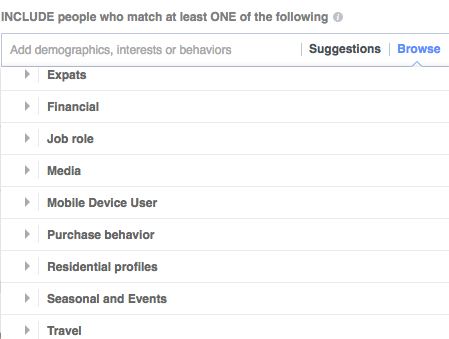 INCLUDE people who match at least ONE of the following
Add demographics, interests or behaviors | Suggestions | Browse
Expats
Financial
Job role
Media
Mobile Device User
Purchase behavior
Residential profiles
Seasonal and Events
Travel